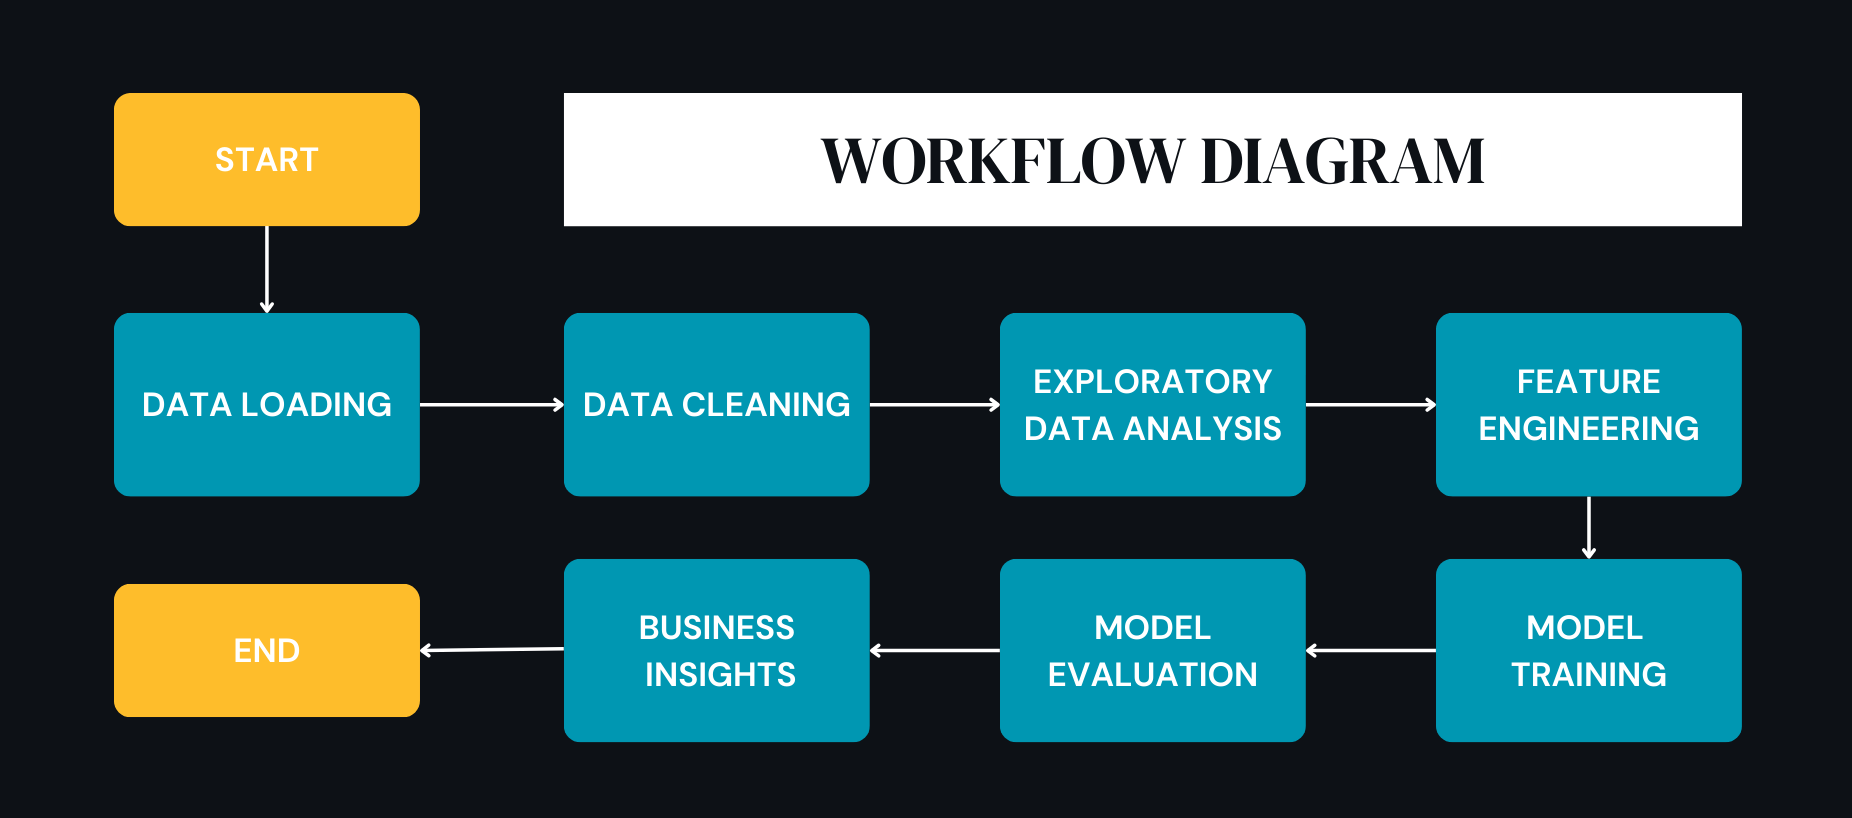 START
WORKFLOW DIAGRAM
DATA LOADING
DATA CLEANING
EXPLORATORY
DATA ANALYSIS
FEATURE
ENGINEERING
MODEL
TRAINING
MODEL
EVALUATION
BUSINESS
INSIGHTS
END